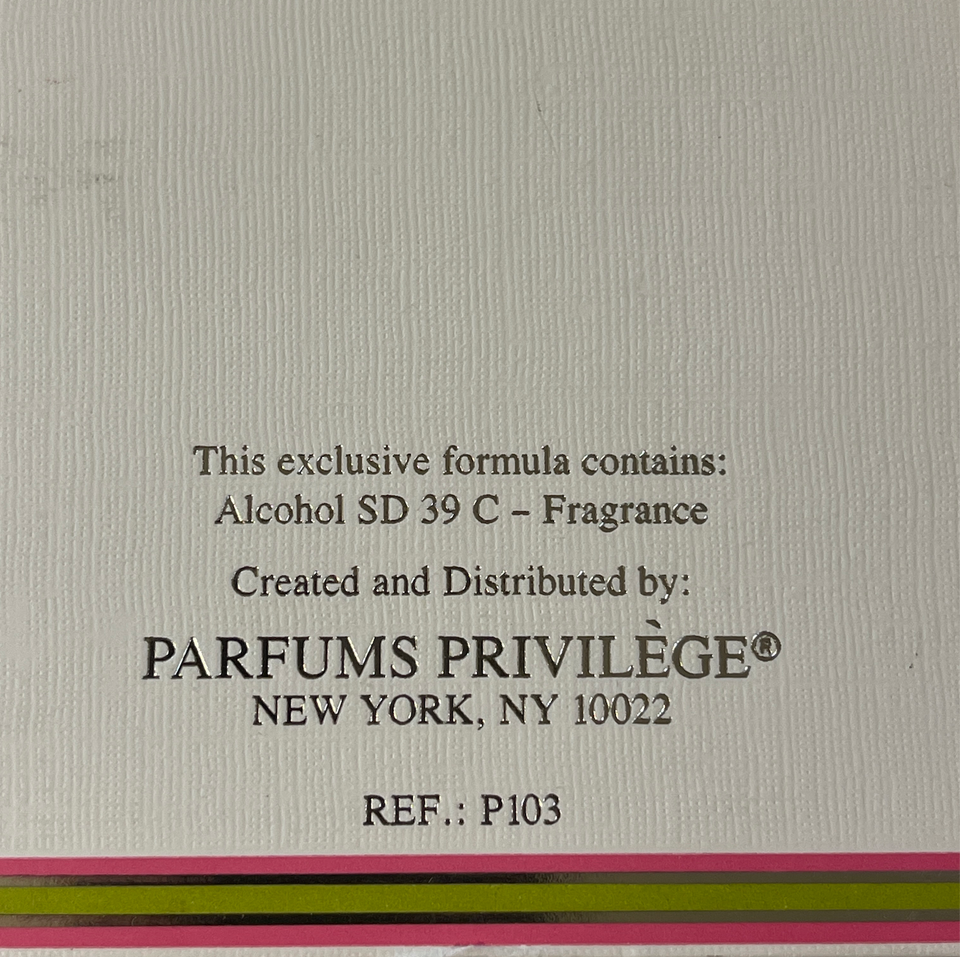 This exclusive formula contains:
Alcohol SD 39 C – Fragrance
Created and Distributed by:
PARFUMS PRIVILÈGE®
NEW YORK, NY 10022
REF.: P103